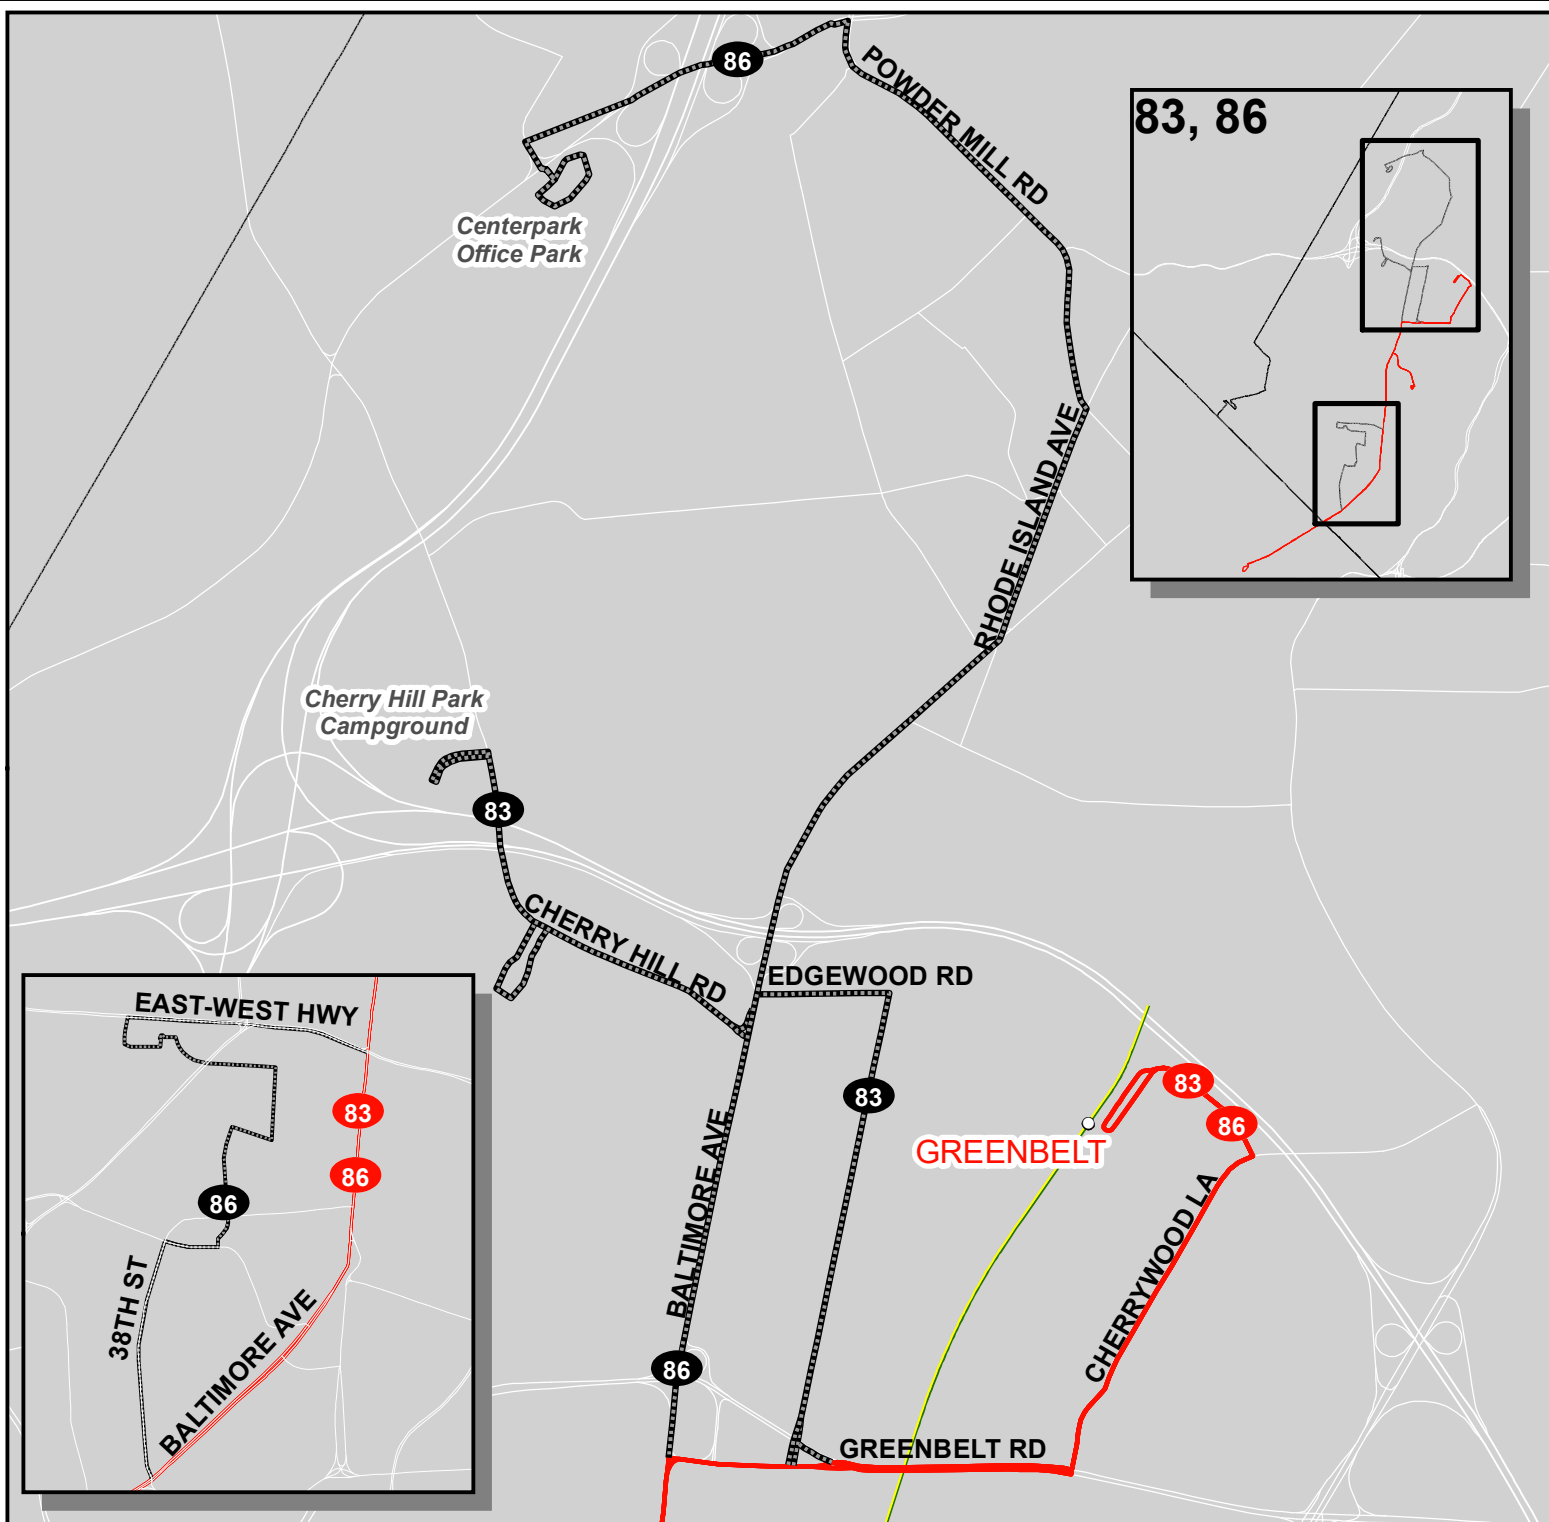 86
POWDER MILL RD
83, 86
Centerpark
Office Park
RHODE ISLAND AVE
Cherry Hill Park
Campground
83
CHERRY HILL RD
EDGEWOOD RD
83
BALTIMORE AVE
86
GREENBELT
83
86
CHERRYWOOD LA
GREENBELT RD
EAST-WEST HWY
83
86
86
38TH ST
BALTIMORE AVE